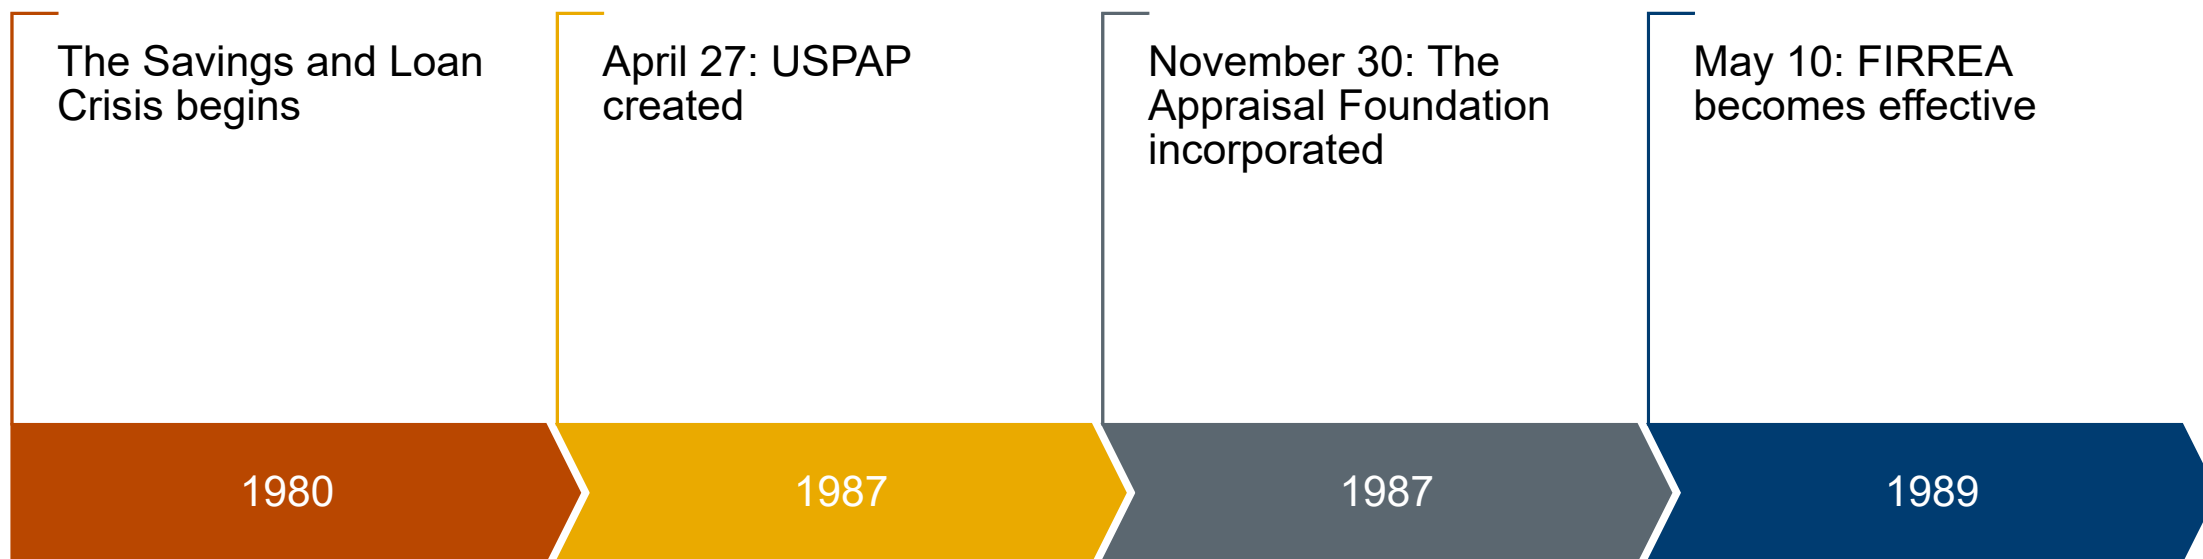 The Savings and Loan
Crisis begins
April 27: USPAP
created
November 30: The
Appraisal Foundation
incorporated
May 10: FIRREA
becomes effective
1980
1987
1987
1989